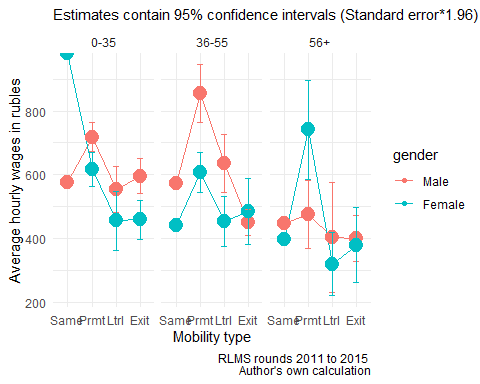 Estimates contain 95% confidence intervals (Standard error*1.96)
0-35 36-55 56+
Average hourly wages in rubles
800
600
400
200
gender
Male
Female
Same Prmt Ltrl Exit Same Prmt Ltrl Exit Same Prmt Ltrl Exit
Mobility type
RLMS rounds 2011 to 2015
Author's own calculation